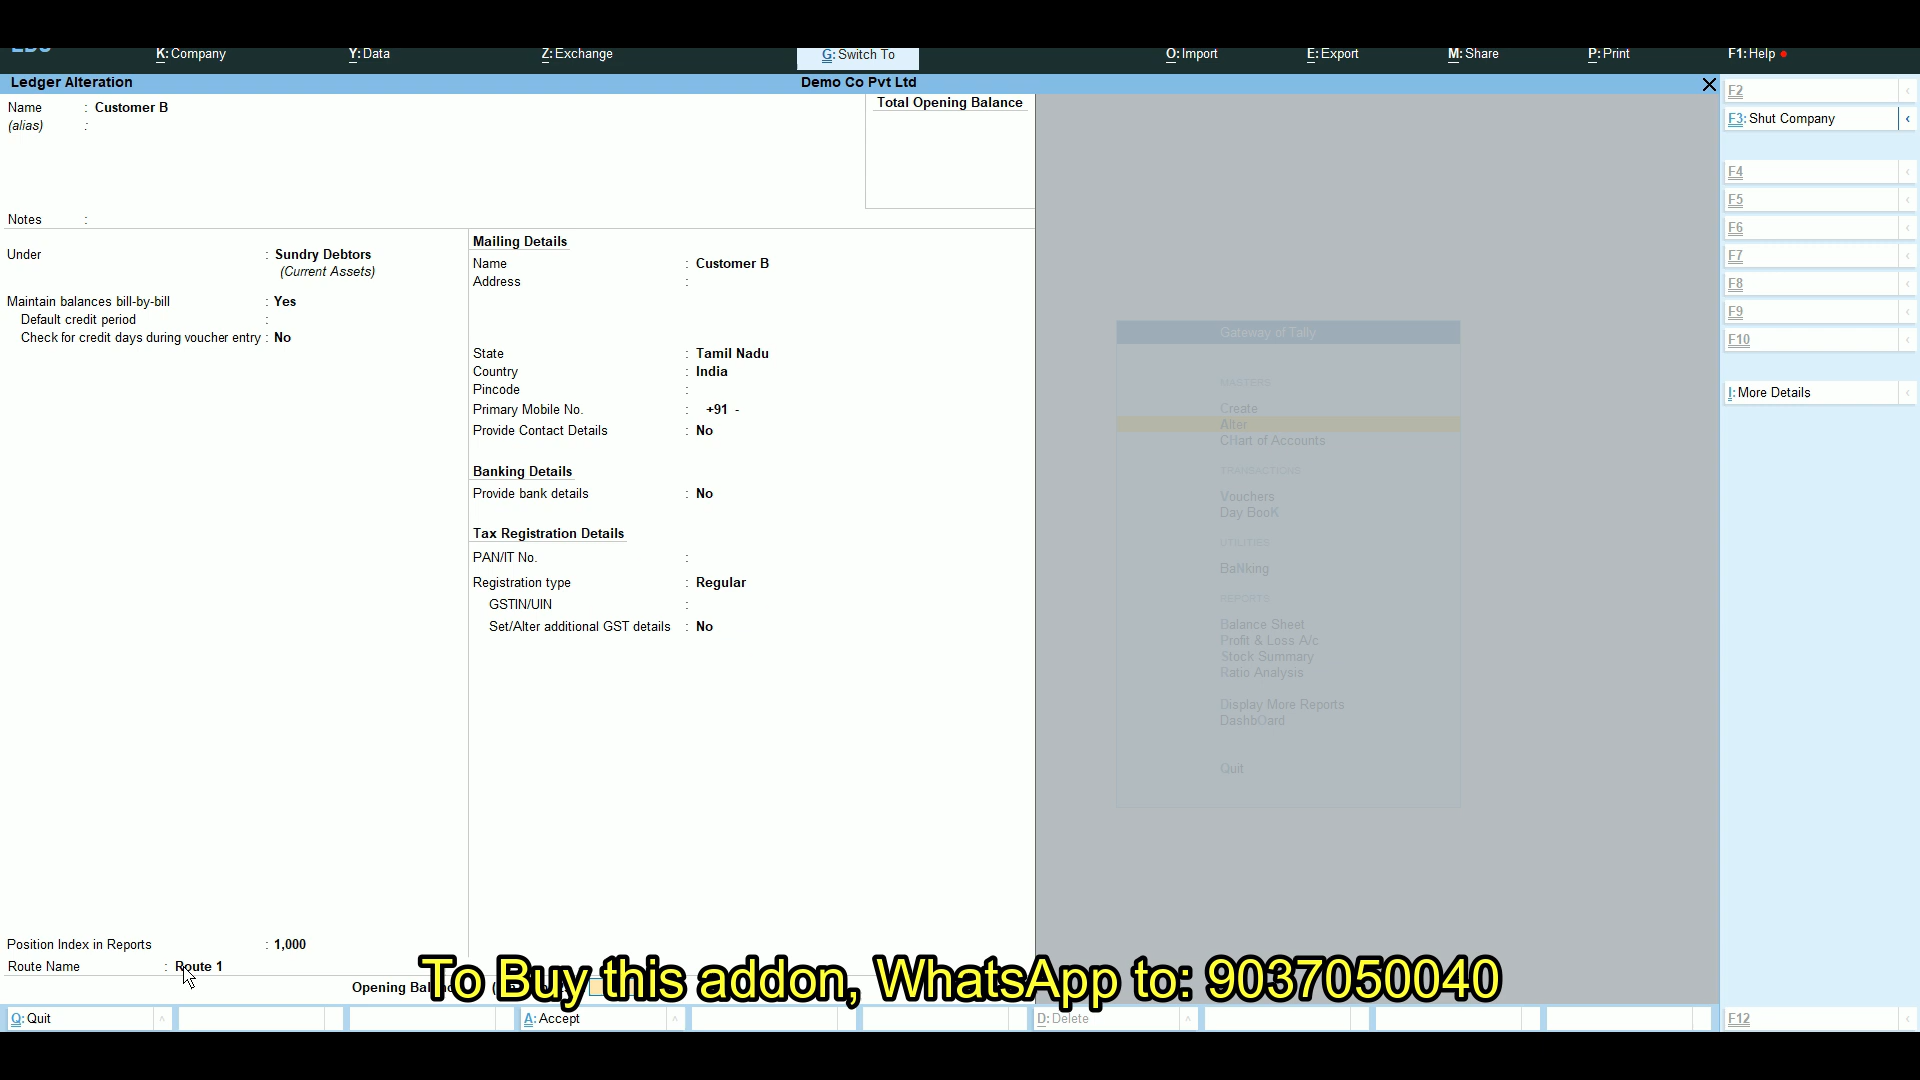 K: Company Y: Data Z: Exchange G: Switch To O: Import E: Export M: Share P: Print F1: Help
Ledger Alteration Demo Co Pvt Ltd
Name : Customer B
(alias) :
Total Opening Balance
Notes :
Under : Sundry Debtors
(Current Assets)
Maintain balances bill-by-bill : Yes
Default credit period :
Check for credit days during voucher entry : No
Mailing Details
Name : Customer B
Address :
State : Tamil Nadu
Country : India
Pincode :
Primary Mobile No. : +91 -
Provide Contact Details : No
Banking Details
Provide bank details : No
Tax Registration Details
PAN/IT No. :
Registration type : Regular
GSTIN/UIN :
Set/Alter additional GST details : No
Gateway of Tally
MASTERS
Create
Alter
CHart of Accounts
TRANSACTIONS
Vouchers
Day BooK
UTILITIES
BaNking
REPORTS
Balance Sheet
Profit & Loss A/c
Stock Summary
Ratio Analysis
Display More Reports
DashbOard
Quit
F2
F3: Shut Company
F4
F5
F6
F7
F8
F9
F10
I: More Details
Position Index in Reports : 1,000
Route Name : Route 1
Opening
To Buy this addon, WhatsApp to: 9037050040
Q: Quit A: Accept D: Delete F12